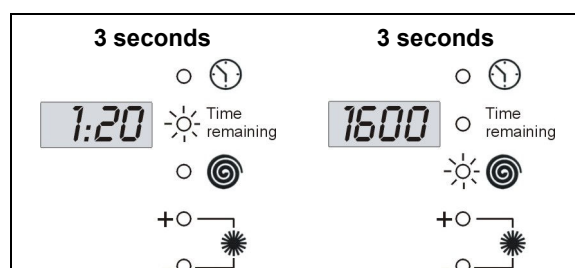 3 seconds
3 seconds
1:20
Time
remaining
1600
Time
remaining
+
+